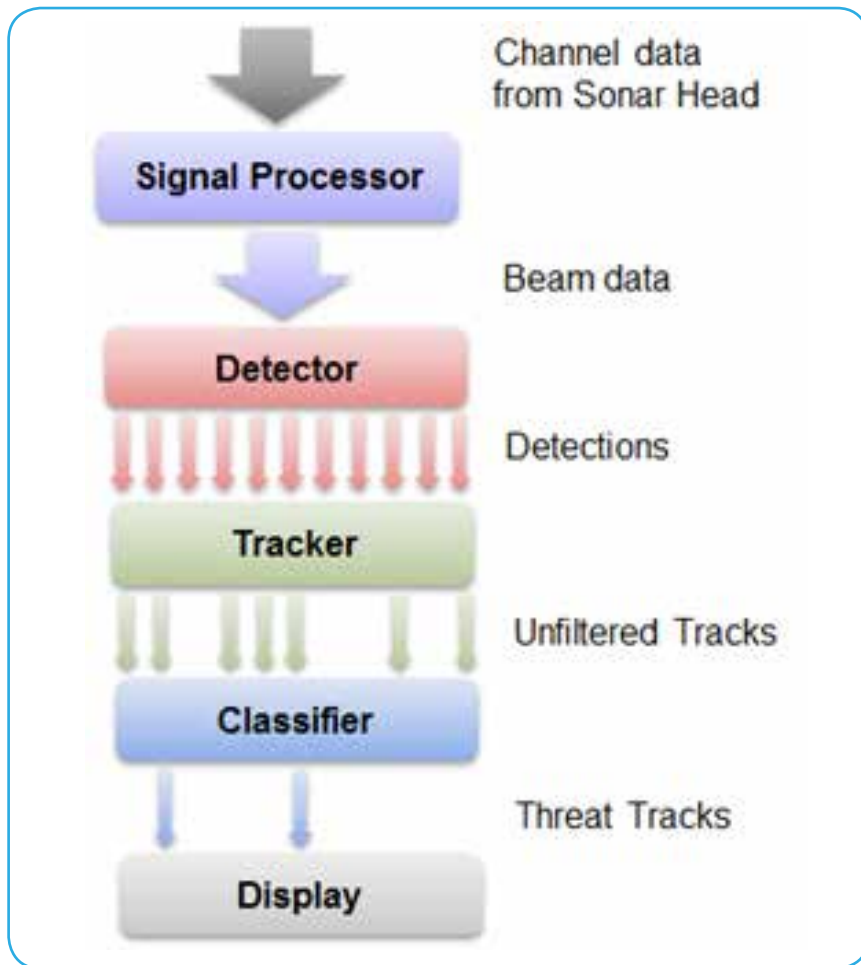 Channel data
from Sonar Head
Signal Processor
Beam data
Detector
Detections
Tracker
Unfiltered Tracks
Classifier
Threat Tracks
Display